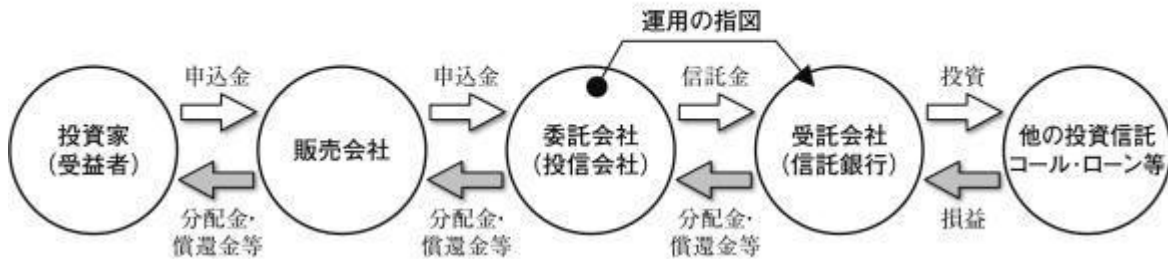 運用の指図
申込金
申込金
信託金
投資
投資家
(受益者)
販売会社
委託会社
(投信会社)
受託会社
(信託銀行)
他の投資信託
コール・ローン等
分配金・
償還金等
分配金・
償還金等
分配金・
償還金等
損益